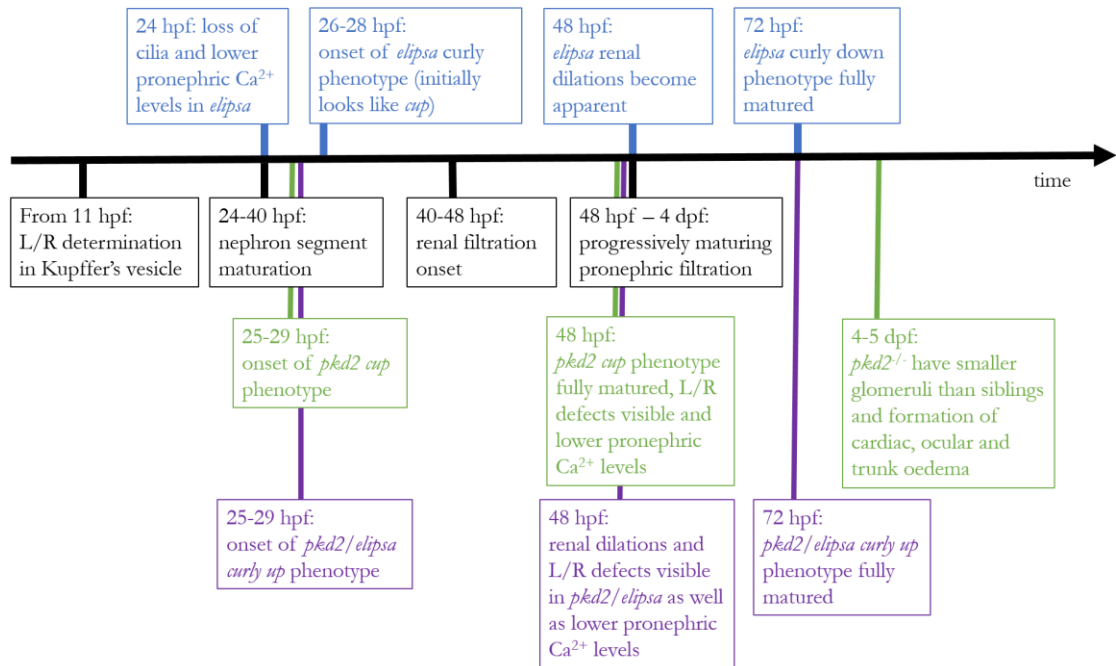 24 hpf: loss of
cilia and lower
pronephric Ca²⁺
levels in elipsa
26-28 hpf:
onset of elipsa curly
phenotype (initially
looks like cup)
48 hpf:
elipsa renal
dilations become
apparent
72 hpf:
elipsa curly down
phenotype fully
matured
time
From 11 hpf:
L/R determination
in Kupffer's vesicle
24-40 hpf:
nephron segment
maturation
40-48 hpf:
renal filtration
onset
48 hpf – 4 dpf:
progressively maturing
pronephric filtration
25-29 hpf:
onset of pkd2 cup
phenotype
48 hpf:
pkd2 cup phenotype
fully matured, L/R
defects visible and
lower pronephric
Ca²⁺ levels
4-5 dpf:
pkd2⁻/⁻ have smaller
glomeruli than siblings
and formation of
cardiac, ocular and
trunk oedema
25-29 hpf:
onset of pkd2/elipsa
curly up phenotype
48 hpf:
renal dilations and
L/R defects visible
in pkd2/elipsa as well
as lower pronephric
Ca²⁺ levels
72 hpf:
pkd2/elipsa curly up
phenotype fully
matured